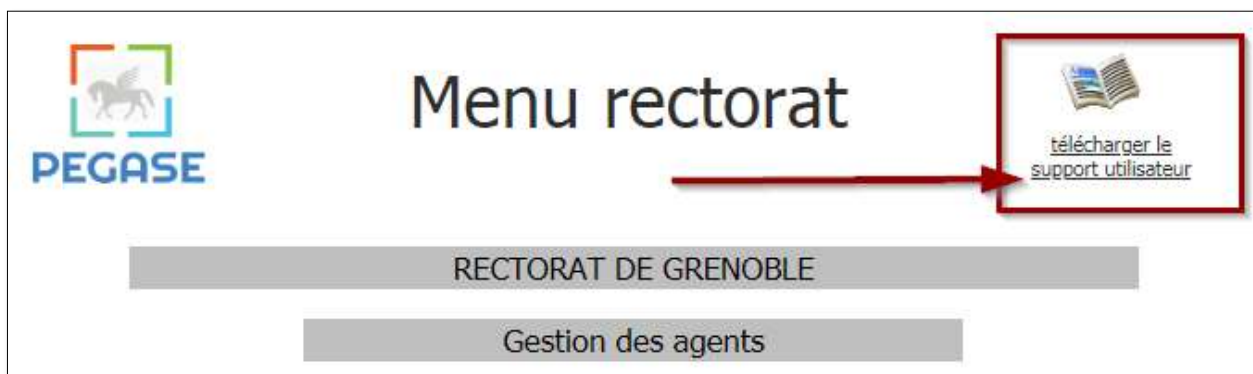 PEGASE
Menu rectorat
télécharger le
support utilisateur
RECTORAT DE GRENOBLE
Gestion des agents